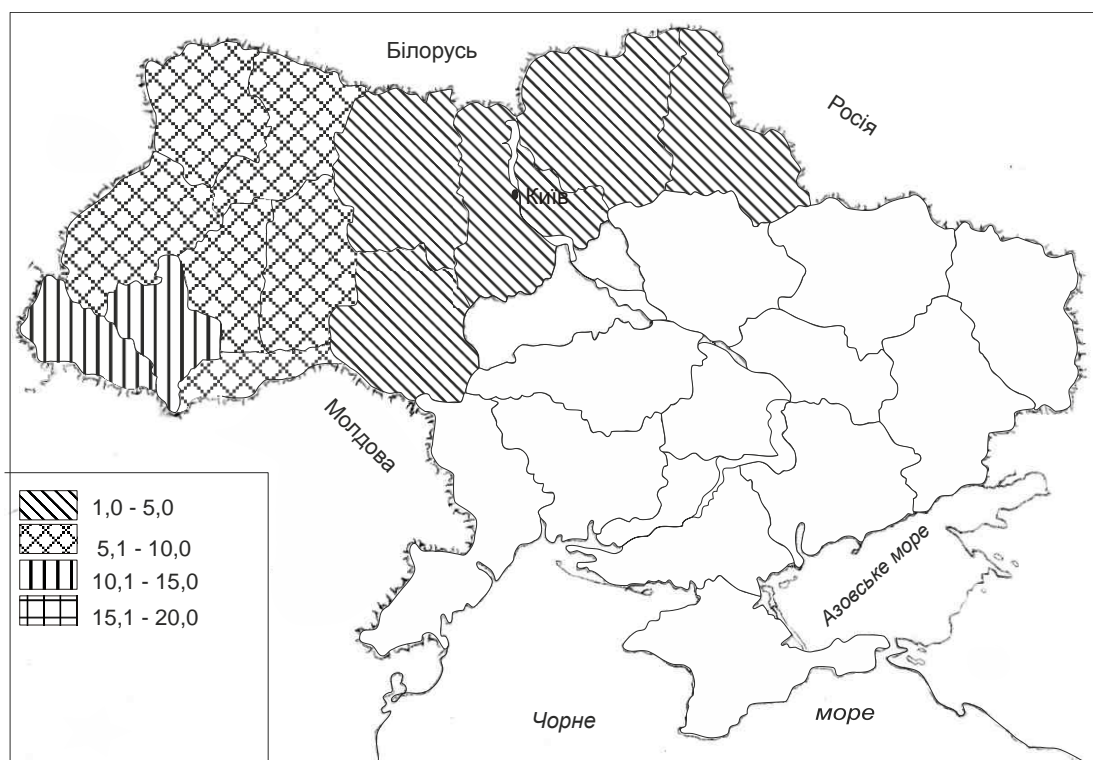 Білорусь
Росія
Київ
Молдова
1,0 - 5,0
5,1 - 10,0
10,1 - 15,0
15,1 - 20,0
Азовське море
Чорне
море